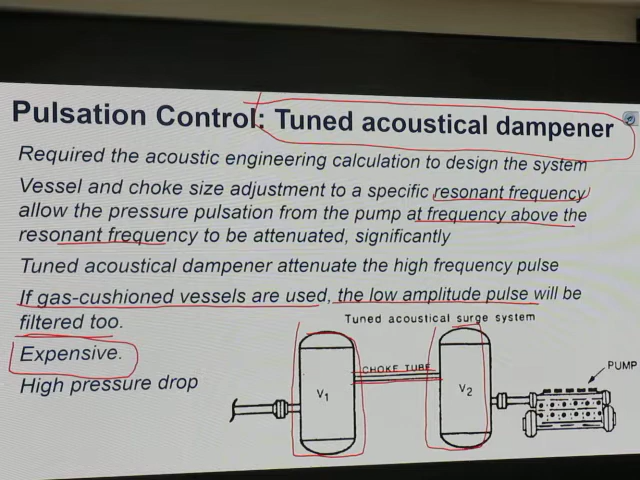 Pulsation Control: Tuned acoustical dampener
Required the acoustic engineering calculation to design the system
Vessel and choke size adjustment to a specific resonant frequency
allow the pressure pulsation from the pump at frequency above the
resonant frequency to be attenuated, significantly
Tuned acoustical dampener attenuate the high frequency pulse
If gas-cushioned vessels are used, the low amplitude pulse will be
filtered too.
Tuned acoustical surge system
Expensive.
High pressure drop
CHOKE TUBE
V1
V2
PUMP